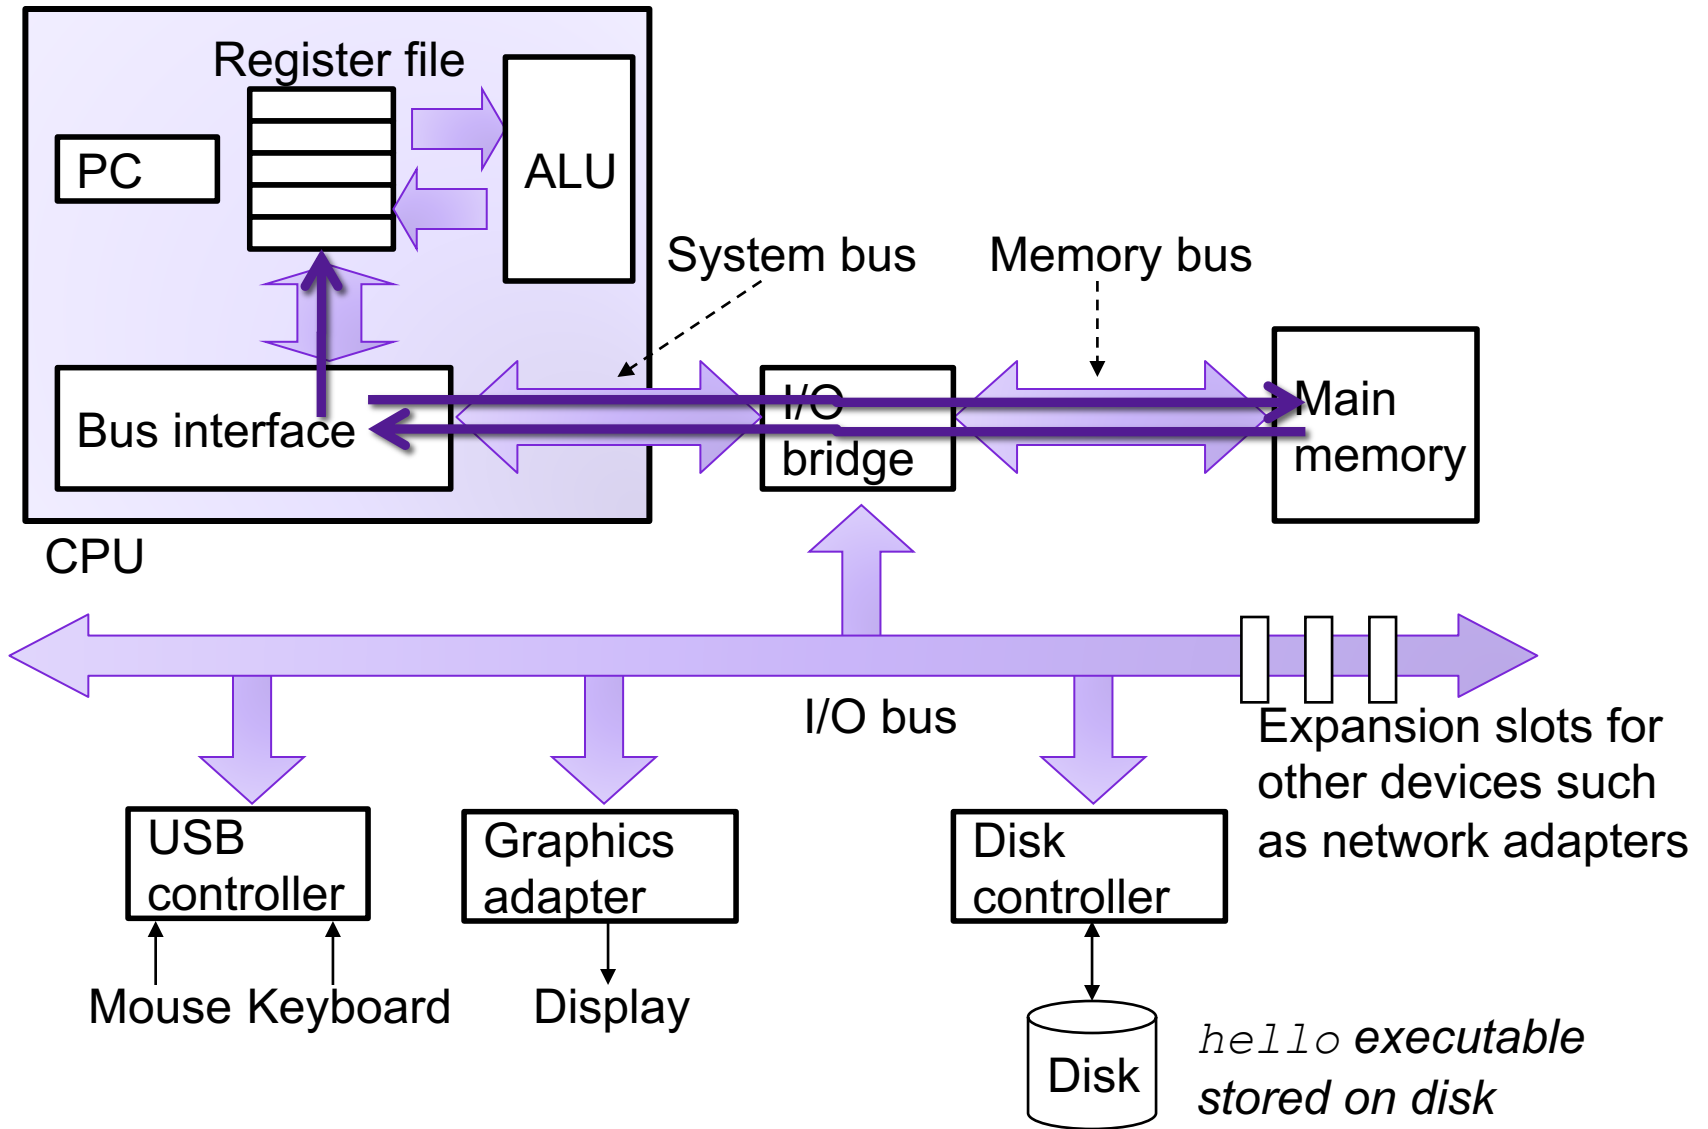 Register file
PC
ALU
System bus
Memory bus
Bus interface
I/O
bridge
Main
memory
CPU
I/O bus
Expansion slots for
other devices such
as network adapters
USB
controller
Graphics
adapter
Disk
controller
Mouse
Keyboard
Display
Disk
hello executable
stored on disk